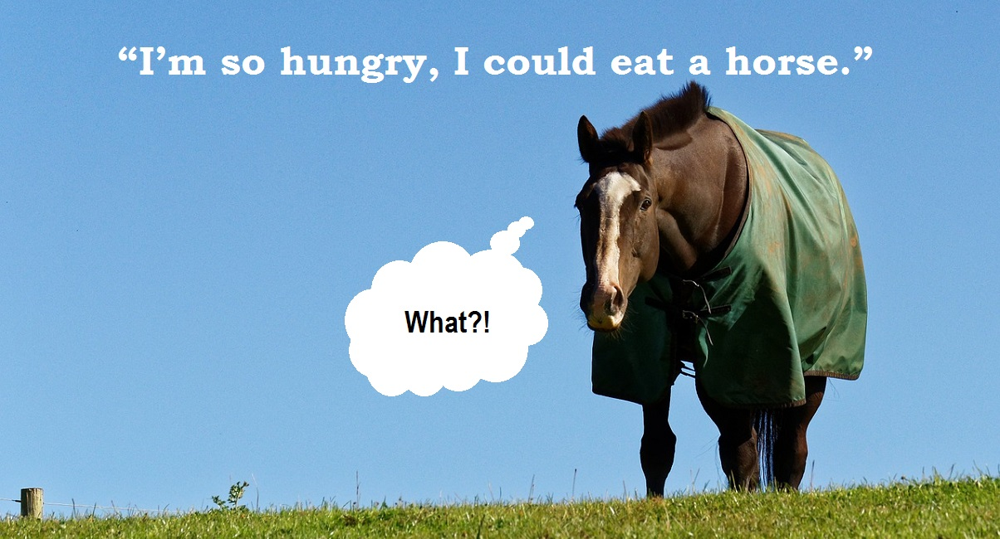 “I’m so hungry, I could eat a horse.”
What?!